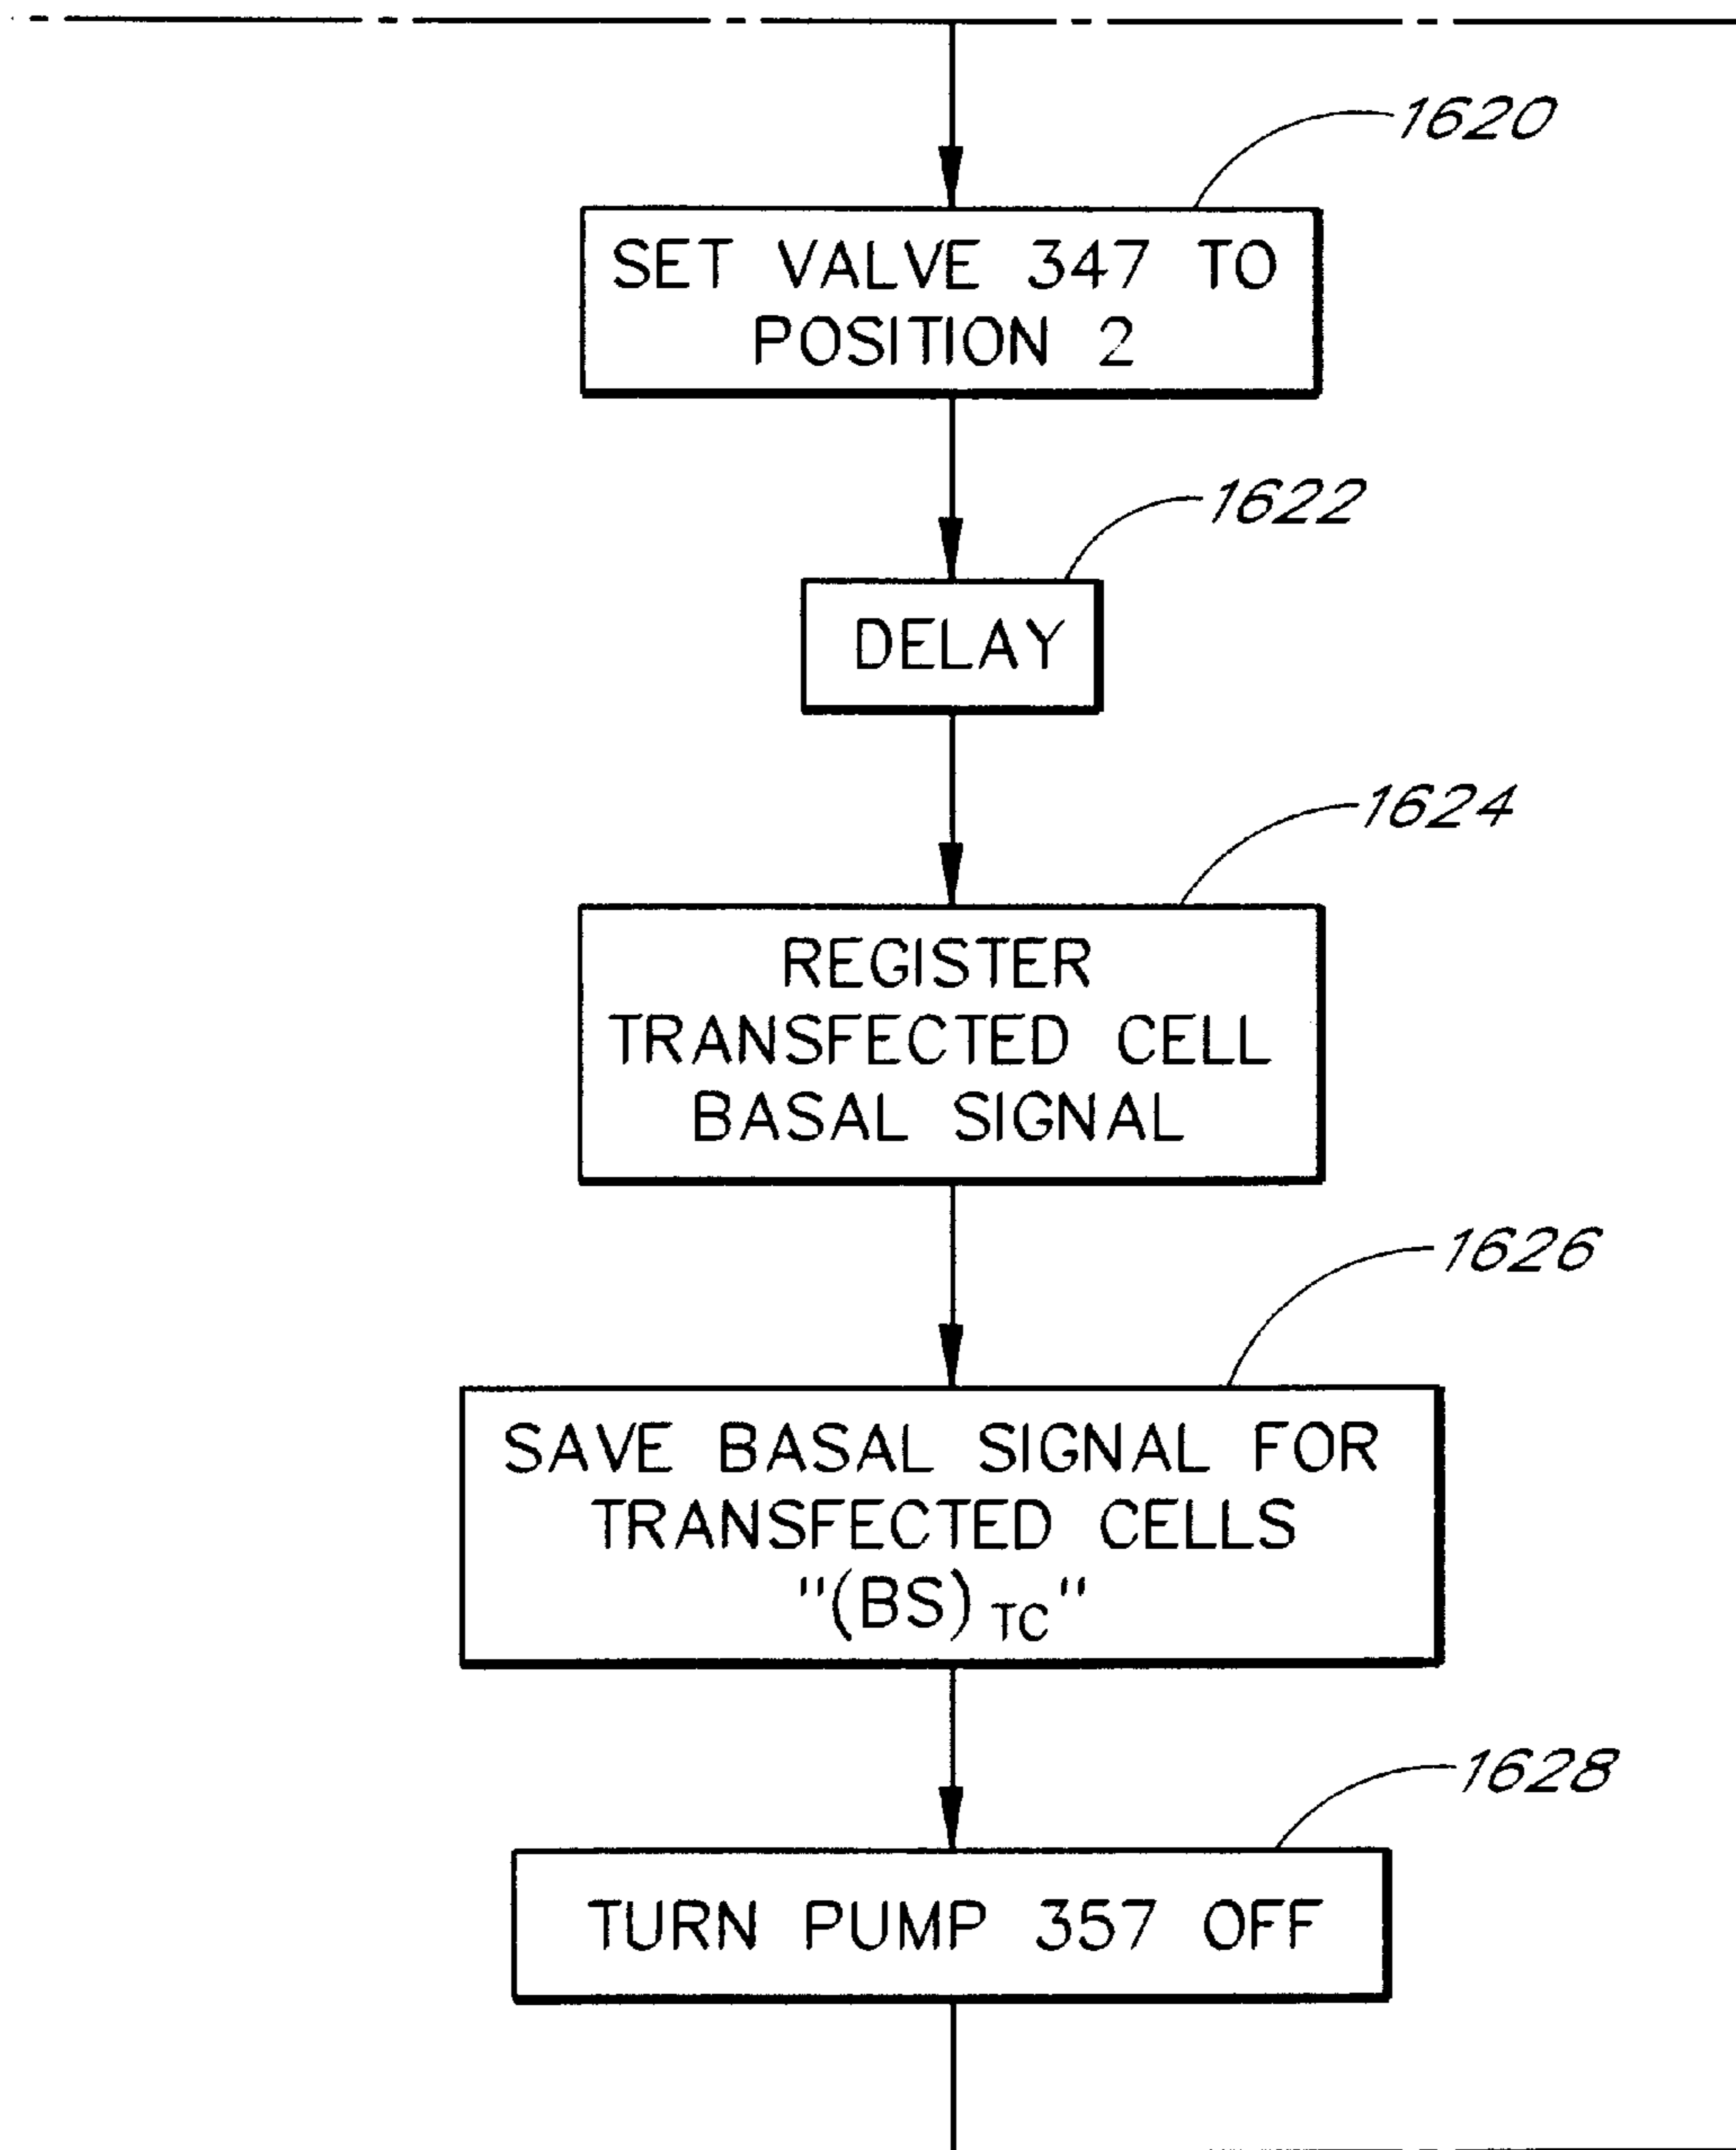 1620
SET VALVE 347 TO
POSITION 2
1622
DELAY
1624
REGISTER
TRANSFECTED CELL
BASAL SIGNAL
1626
SAVE BASAL SIGNAL FOR
TRANSFECTED CELLS
"(BS) TC"
1628
TURN PUMP 357 OFF